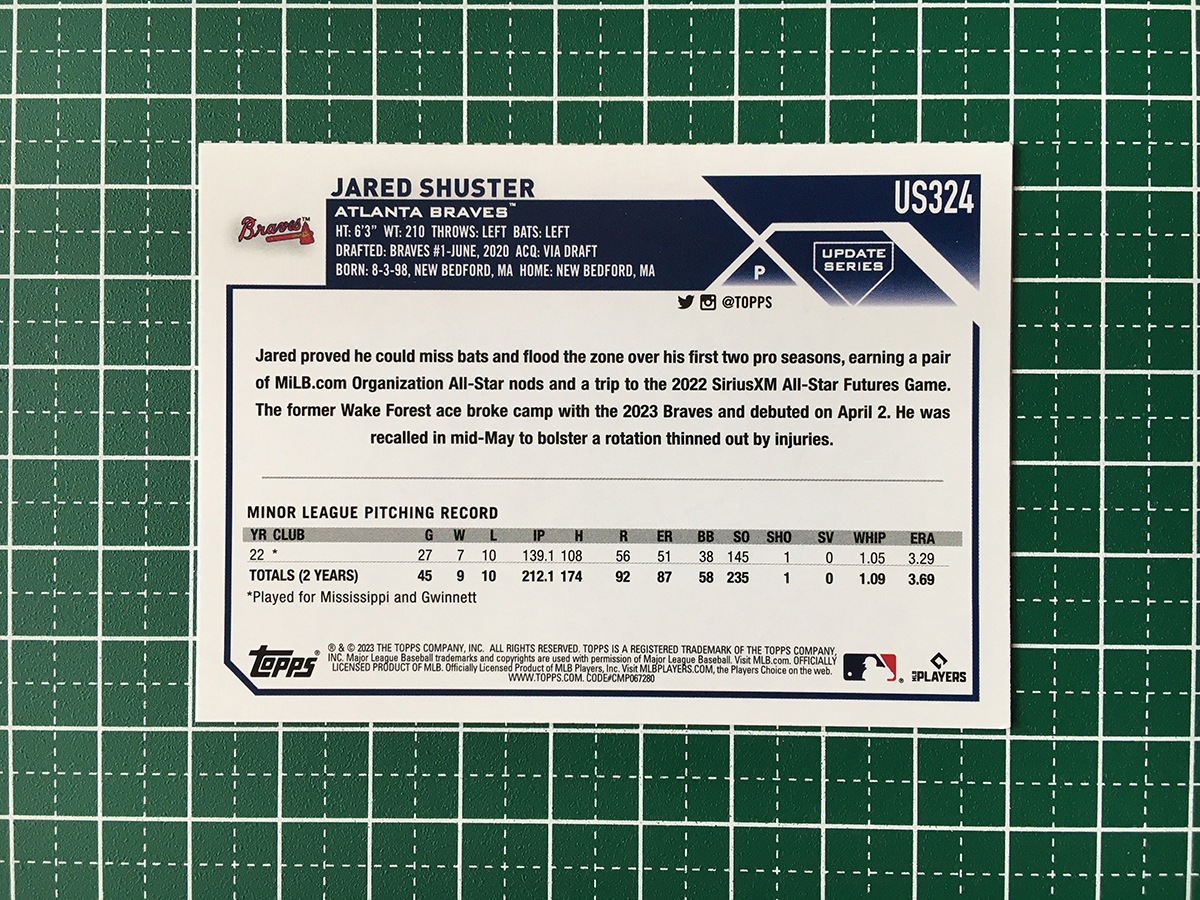 JARED SHUSTER
US324
ATLANTA BRAVES™
Braves™
HT: 6'3" WT: 210 THROWS: LEFT BATS: LEFT
DRAFTED: BRAVES #1-JUNE, 2020 ACQ: VIA DRAFT
BORN: 8-3-98, NEW BEDFORD, MA HOME: NEW BEDFORD, MA
P
UPDATE
SERIES
@TOPPS
Jared proved he could miss bats and flood the zone over his first two pro seasons, earning a pair
of MiLB.com Organization All-Star nods and a trip to the 2022 SiriusXM All-Star Futures Game.
The former Wake Forest ace broke camp with the 2023 Braves and debuted on April 2. He was
recalled in mid-May to bolster a rotation thinned out by injuries.
MINOR LEAGUE PITCHING RECORD
YR CLUB G W L IP H R ER BB SO SHO SV WHIP ERA
22 * 27 7 10 139.1 108 56 51 38 145 1 0 1.05 3.29
TOTALS (2 YEARS) 45 9 10 212.1 174 92 87 58 235 1 0 1.09 3.69
*Played for Mississippi and Gwinnett
Topps®
® & © 2023 THE TOPPS COMPANY, INC. ALL RIGHTS RESERVED. TOPPS IS A REGISTERED TRADEMARK OF THE TOPPS COMPANY,
INC. Major League Baseball trademarks and copyrights are used with permission of Major League Baseball. Visit MLB.com. OFFICIALLY
LICENSED PRODUCT OF MLB. Officially Licensed Product of MLB Players, Inc. Visit MLBPLAYERS.COM, the Players Choice on the web.
WWW.TOPPS.COM. CODE#CMP067280
MLB PLAYERS